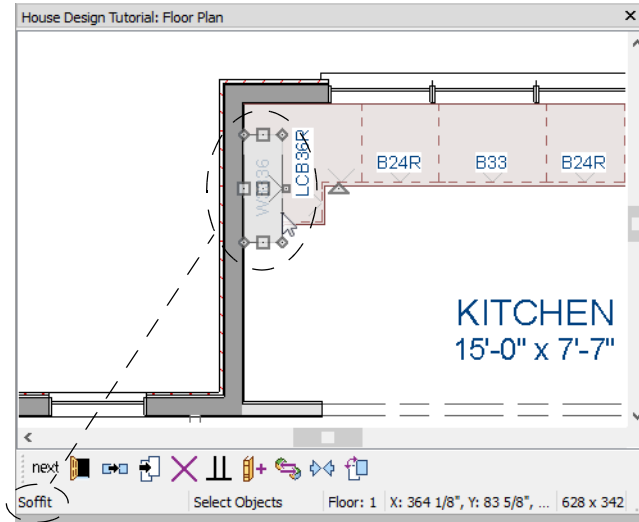 House Design Tutorial: Floor Plan
LCB36R
B24R
B33
B24R
KITCHEN
15'-0" x 7'-7"
next
Soffit
Select Objects
Floor: 1
X: 364 1/8", Y: 83 5/8", ...
628 x 342